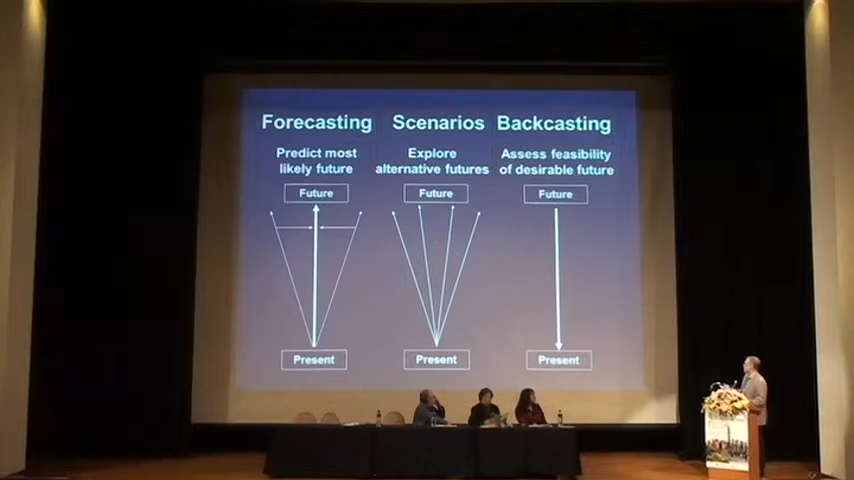 Forecasting
Predict most
likely future
Future
Present
Scenarios
Explore
alternative futures
Future
Present
Backcasting
Assess feasibility
of desirable future
Future
Present